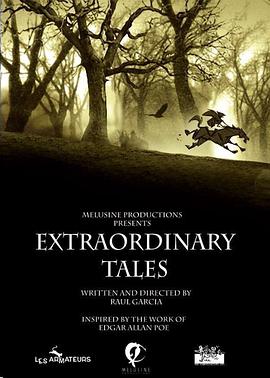 MELUSINE PRODUCTIONS
PRESENTS
EXTRAORDINARY
TALES
WRITTEN AND DIRECTED BY
RAUL GARCIA
INSPIRED BY THE WORK OF
EDGAR ALLAN POE
LES ARMATEURS
MELUSINE